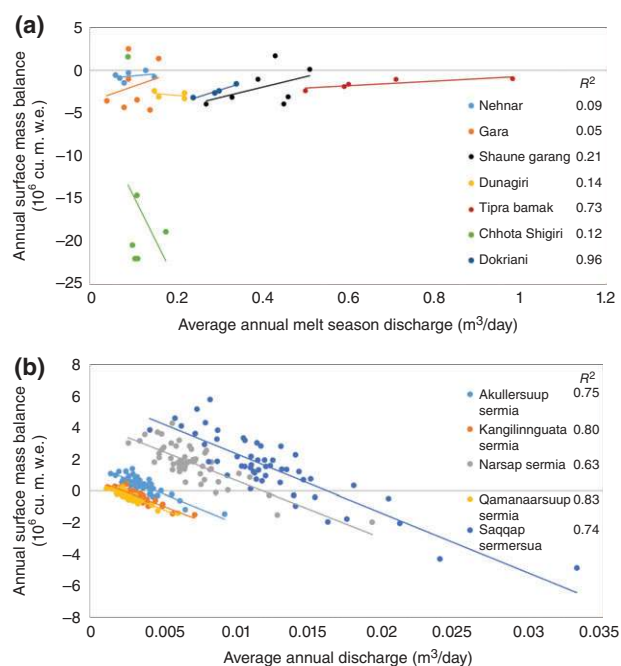 (a)
5
0
−5
−10
−15
−20
−25
Annual surface mass balance
(10⁶ cu. m. w.e.)
R²
Nehnar 0.09
Gara 0.05
Shaune garang 0.21
Dunagiri 0.14
Tipra bamak 0.73
Chhota Shigiri 0.12
Dokriani 0.96
0 0.2 0.4 0.6 0.8 1 1.2
Average annual melt season discharge (m³/day)
(b)
8
6
4
2
0
−2
−4
−6
−8
Annual surface mass balance
(10⁶ cu. m. w.e.)
R²
Akullersuup 0.75
sermia
Kangilinnguata 0.80
sermia
Narsap sermia 0.63
Qamanaarsuup 0.83
sermia
Saqqap 0.74
sermersua
0 0.005 0.01 0.015 0.02 0.025 0.03 0.035
Average annual discharge (m³/day)